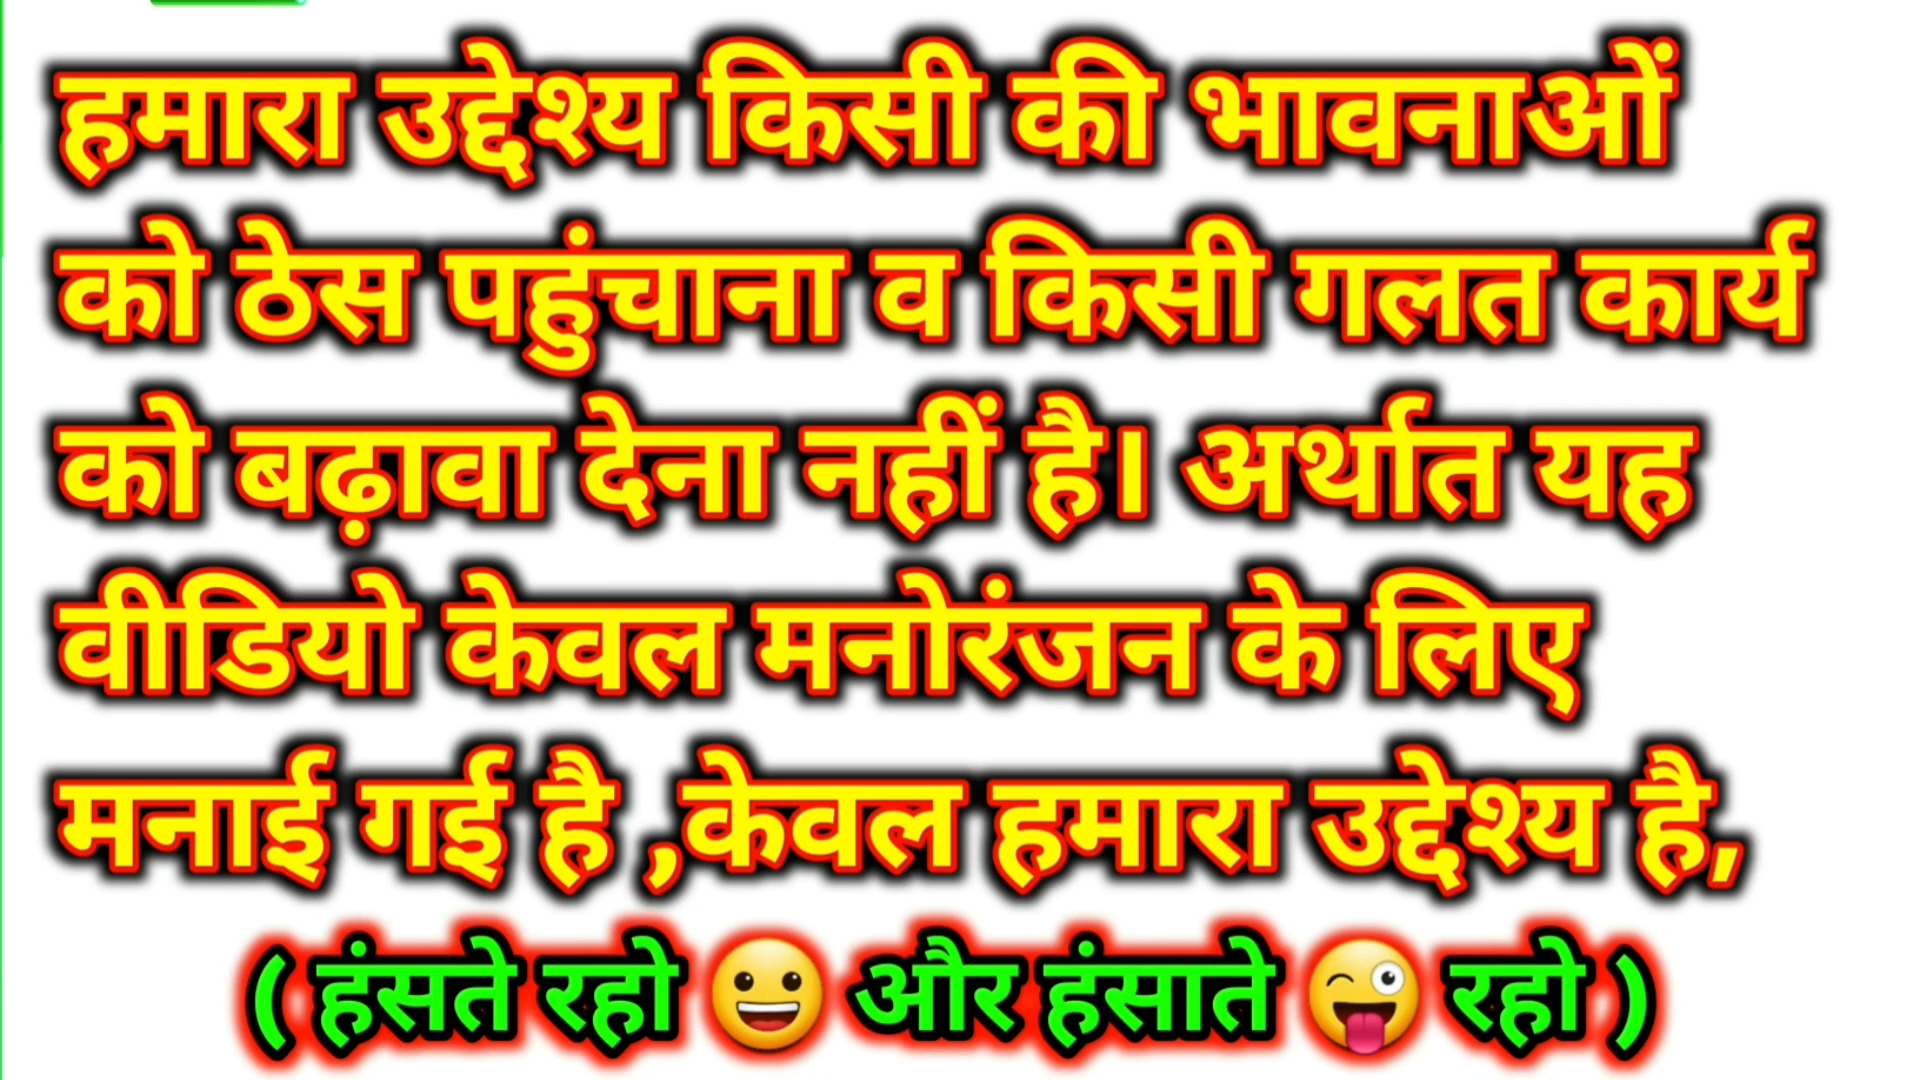 हमारा उद्देश्य किसी की भावनाओं
को ठेस पहुंचाना व किसी गलत कार्य
को बढ़ावा देना नहीं है। अर्थात यह
वीडियो केवल मनोरंजन के लिए
मनाई गई है ,केवल हमारा उद्देश्य है,
( हंसते रहो 😀 और हंसाते 😜 रहो )